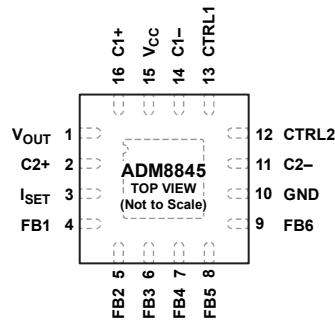 16 C1+
15 VCC
14 C1–
13 CTRL1
VOUT 1
C2+ 2
ISET 3
FB1 4
ADM8845
TOP VIEW
(Not to Scale)
12 CTRL2
11 C2–
10 GND
9 FB6
FB2 5
FB3 6
FB4 7
FB5 8